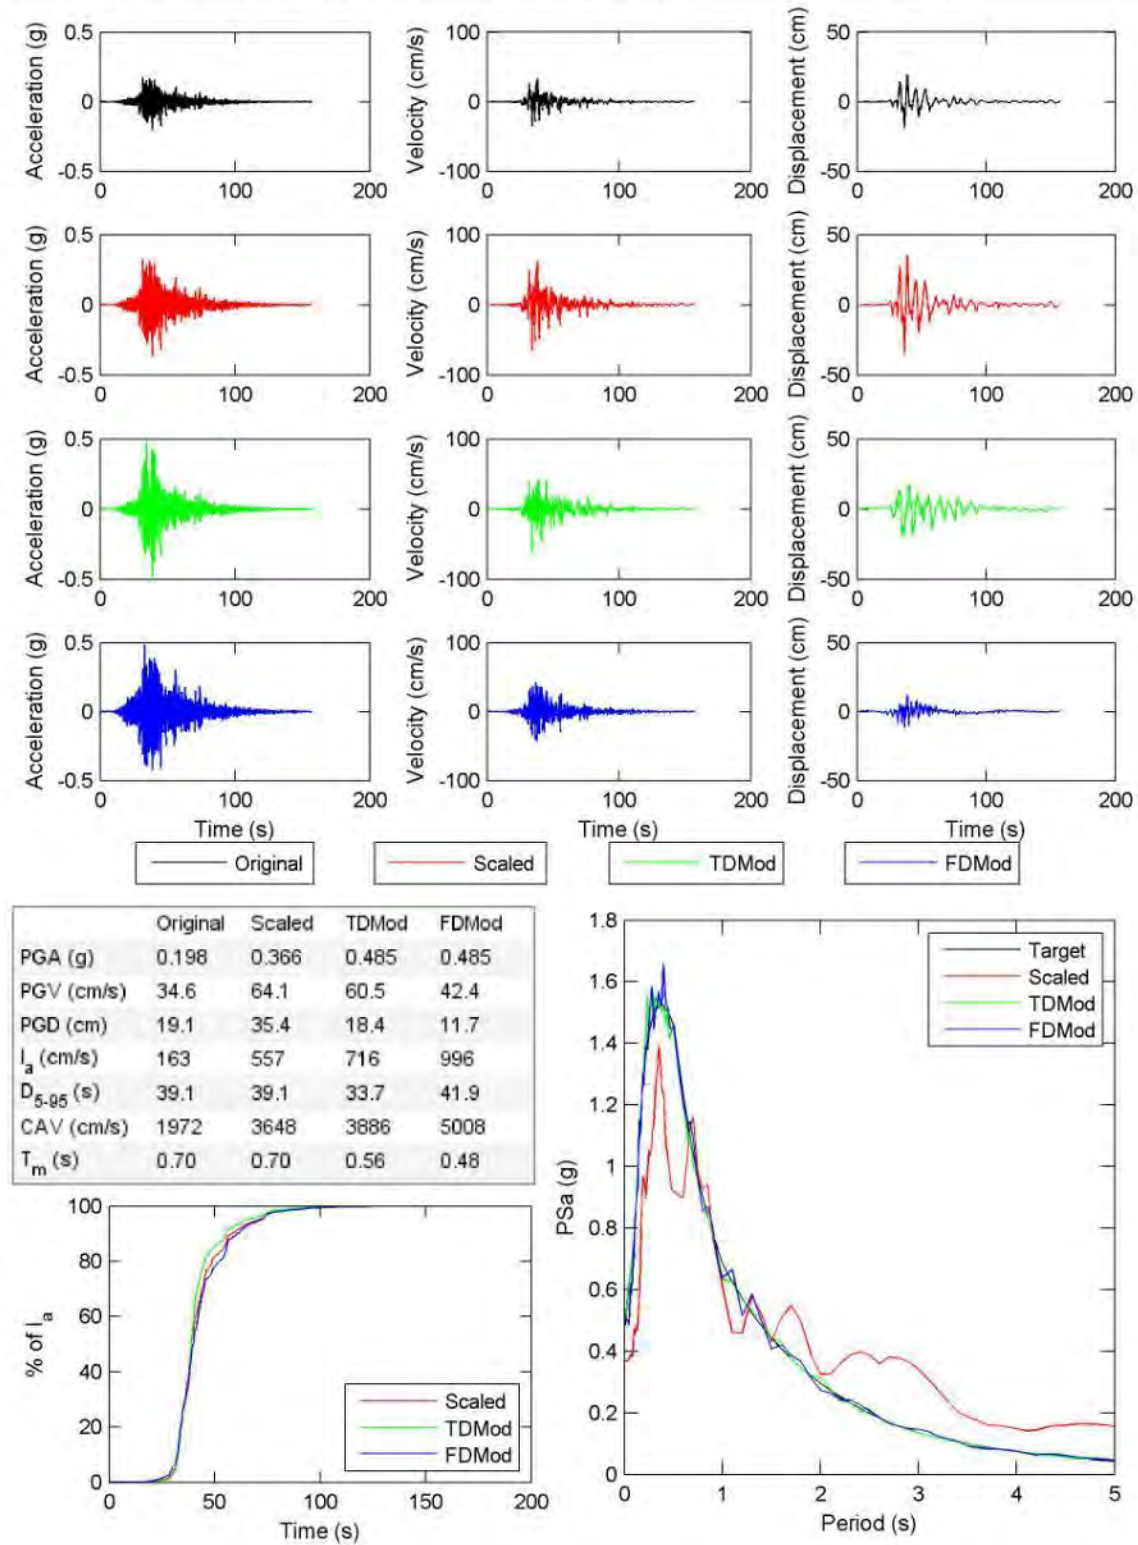 Acceleration (g)
0.5
0
-0.5
0 100 200
Velocity (cm/s)
100
0
-100
0 100 200
Displacement (cm)
50
0
-50
0 100 200
Acceleration (g)
0.5
0
-0.5
0 100 200
Velocity (cm/s)
100
0
-100
0 100 200
Displacement (cm)
50
0
-50
0 100 200
Acceleration (g)
0.5
0
-0.5
0 100 200
Velocity (cm/s)
100
0
-100
0 100 200
Displacement (cm)
50
0
-50
0 100 200
Acceleration (g)
0.5
0
-0.5
0 100 200
Time (s)
Velocity (cm/s)
100
0
-100
0 100 200
Time (s)
Displacement (cm)
50
0
-50
0 100 200
Time (s)
Original
Scaled
TDMod
FDMod
Original Scaled TDMod FDMod
PGA (g) 0.198 0.366 0.485 0.485
PGV (cm/s) 34.6 64.1 60.5 42.4
PGD (cm) 19.1 35.4 18.4 11.7
Ia (cm/s) 163 557 716 996
D5-95 (s) 39.1 39.1 33.7 41.9
CAV (cm/s) 1972 3648 3886 5008
Tm (s) 0.70 0.70 0.56 0.48
% of Ia
100
80
60
40
20
0
0 50 100 150 200
Time (s)
Scaled
TDMod
FDMod
PSa (g)
1.8
1.6
1.4
1.2
1
0.8
0.6
0.4
0.2
0
0 1 2 3 4 5
Period (s)
Target
Scaled
TDMod
FDMod